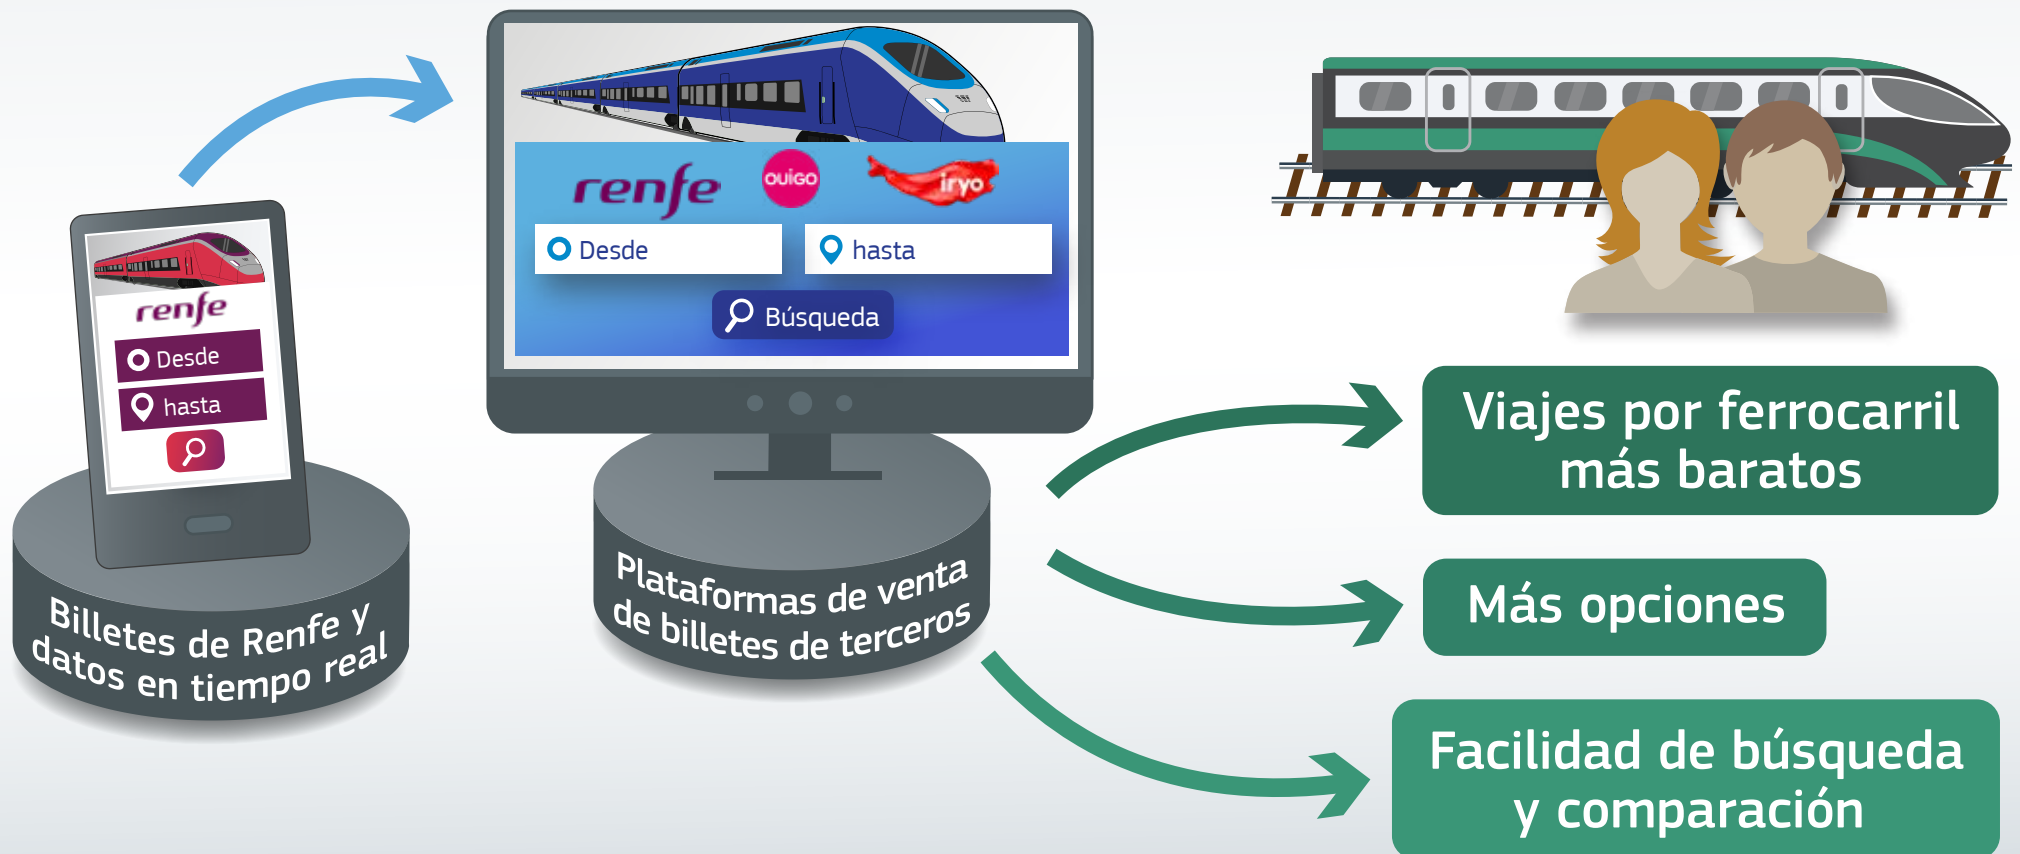 renfe
Desde
hasta
Billetes de Renfe y
datos en tiempo real
renfe
OUIGO
iryo
Desde
hasta
Búsqueda
Plataformas de venta
de billetes de terceros
Viajes por ferrocarril
más baratos
Más opciones
Facilidad de búsqueda
y comparación